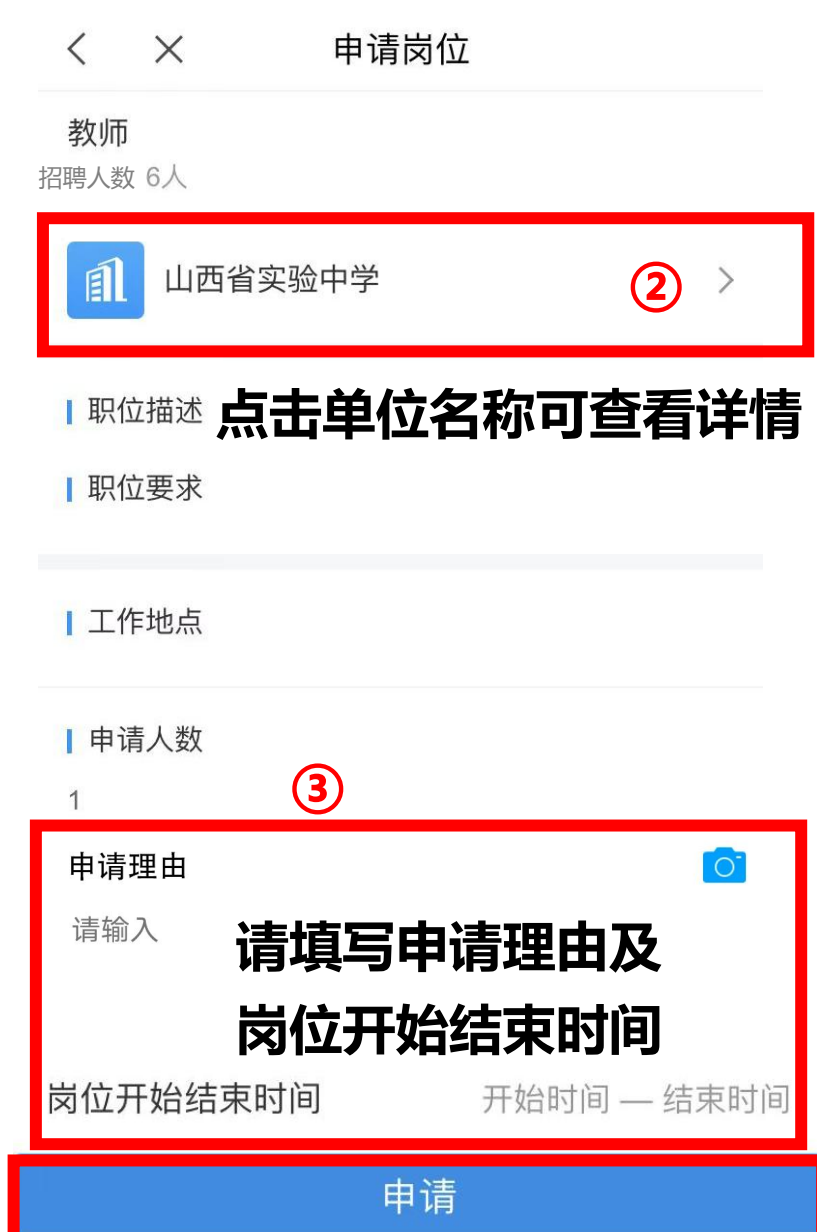 申请岗位
教师
招聘人数 6人
山西省实验中学 ②
职位描述 点击单位名称可查看详情
职位要求
工作地点
申请人数
③
1
申请理由
请输入
请填写申请理由及
岗位开始结束时间
岗位开始结束时间 开始时间 — 结束时间
申请